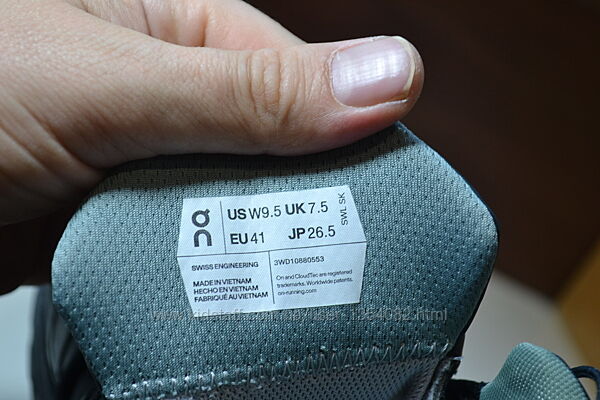 on
US W9.5 UK 7.5
EU 41 JP 26.5
SWL SK
SWISS ENGINEERING
3WD10880553
MADE IN VIETNAM
HECHO EN VIETNAM
FABRIQUÉ AU VIETNAM
On and CloudTec are registered
trademarks. Worldwide patents.
on-running.com